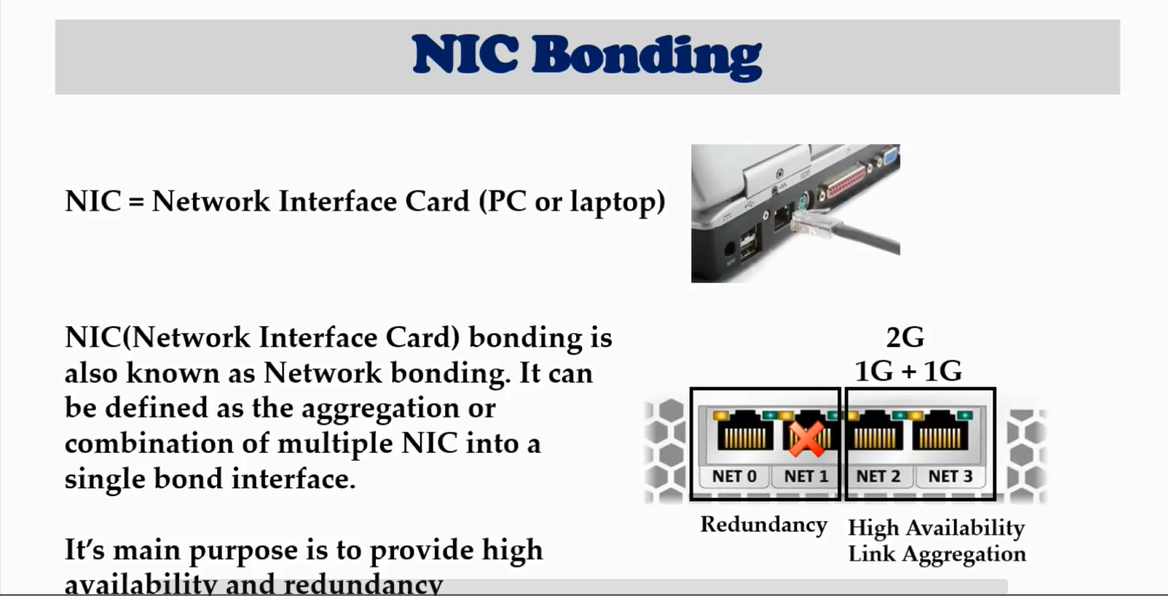 NIC Bonding
NIC = Network Interface Card (PC or laptop)
NIC(Network Interface Card) bonding is
also known as Network bonding. It can
be defined as the aggregation or
combination of multiple NIC into a
single bond interface.
It's main purpose is to provide high
availability and redundancy
2G
1G + 1G
NET 0
NET 1
NET 2
NET 3
Redundancy
High Availability
Link Aggregation